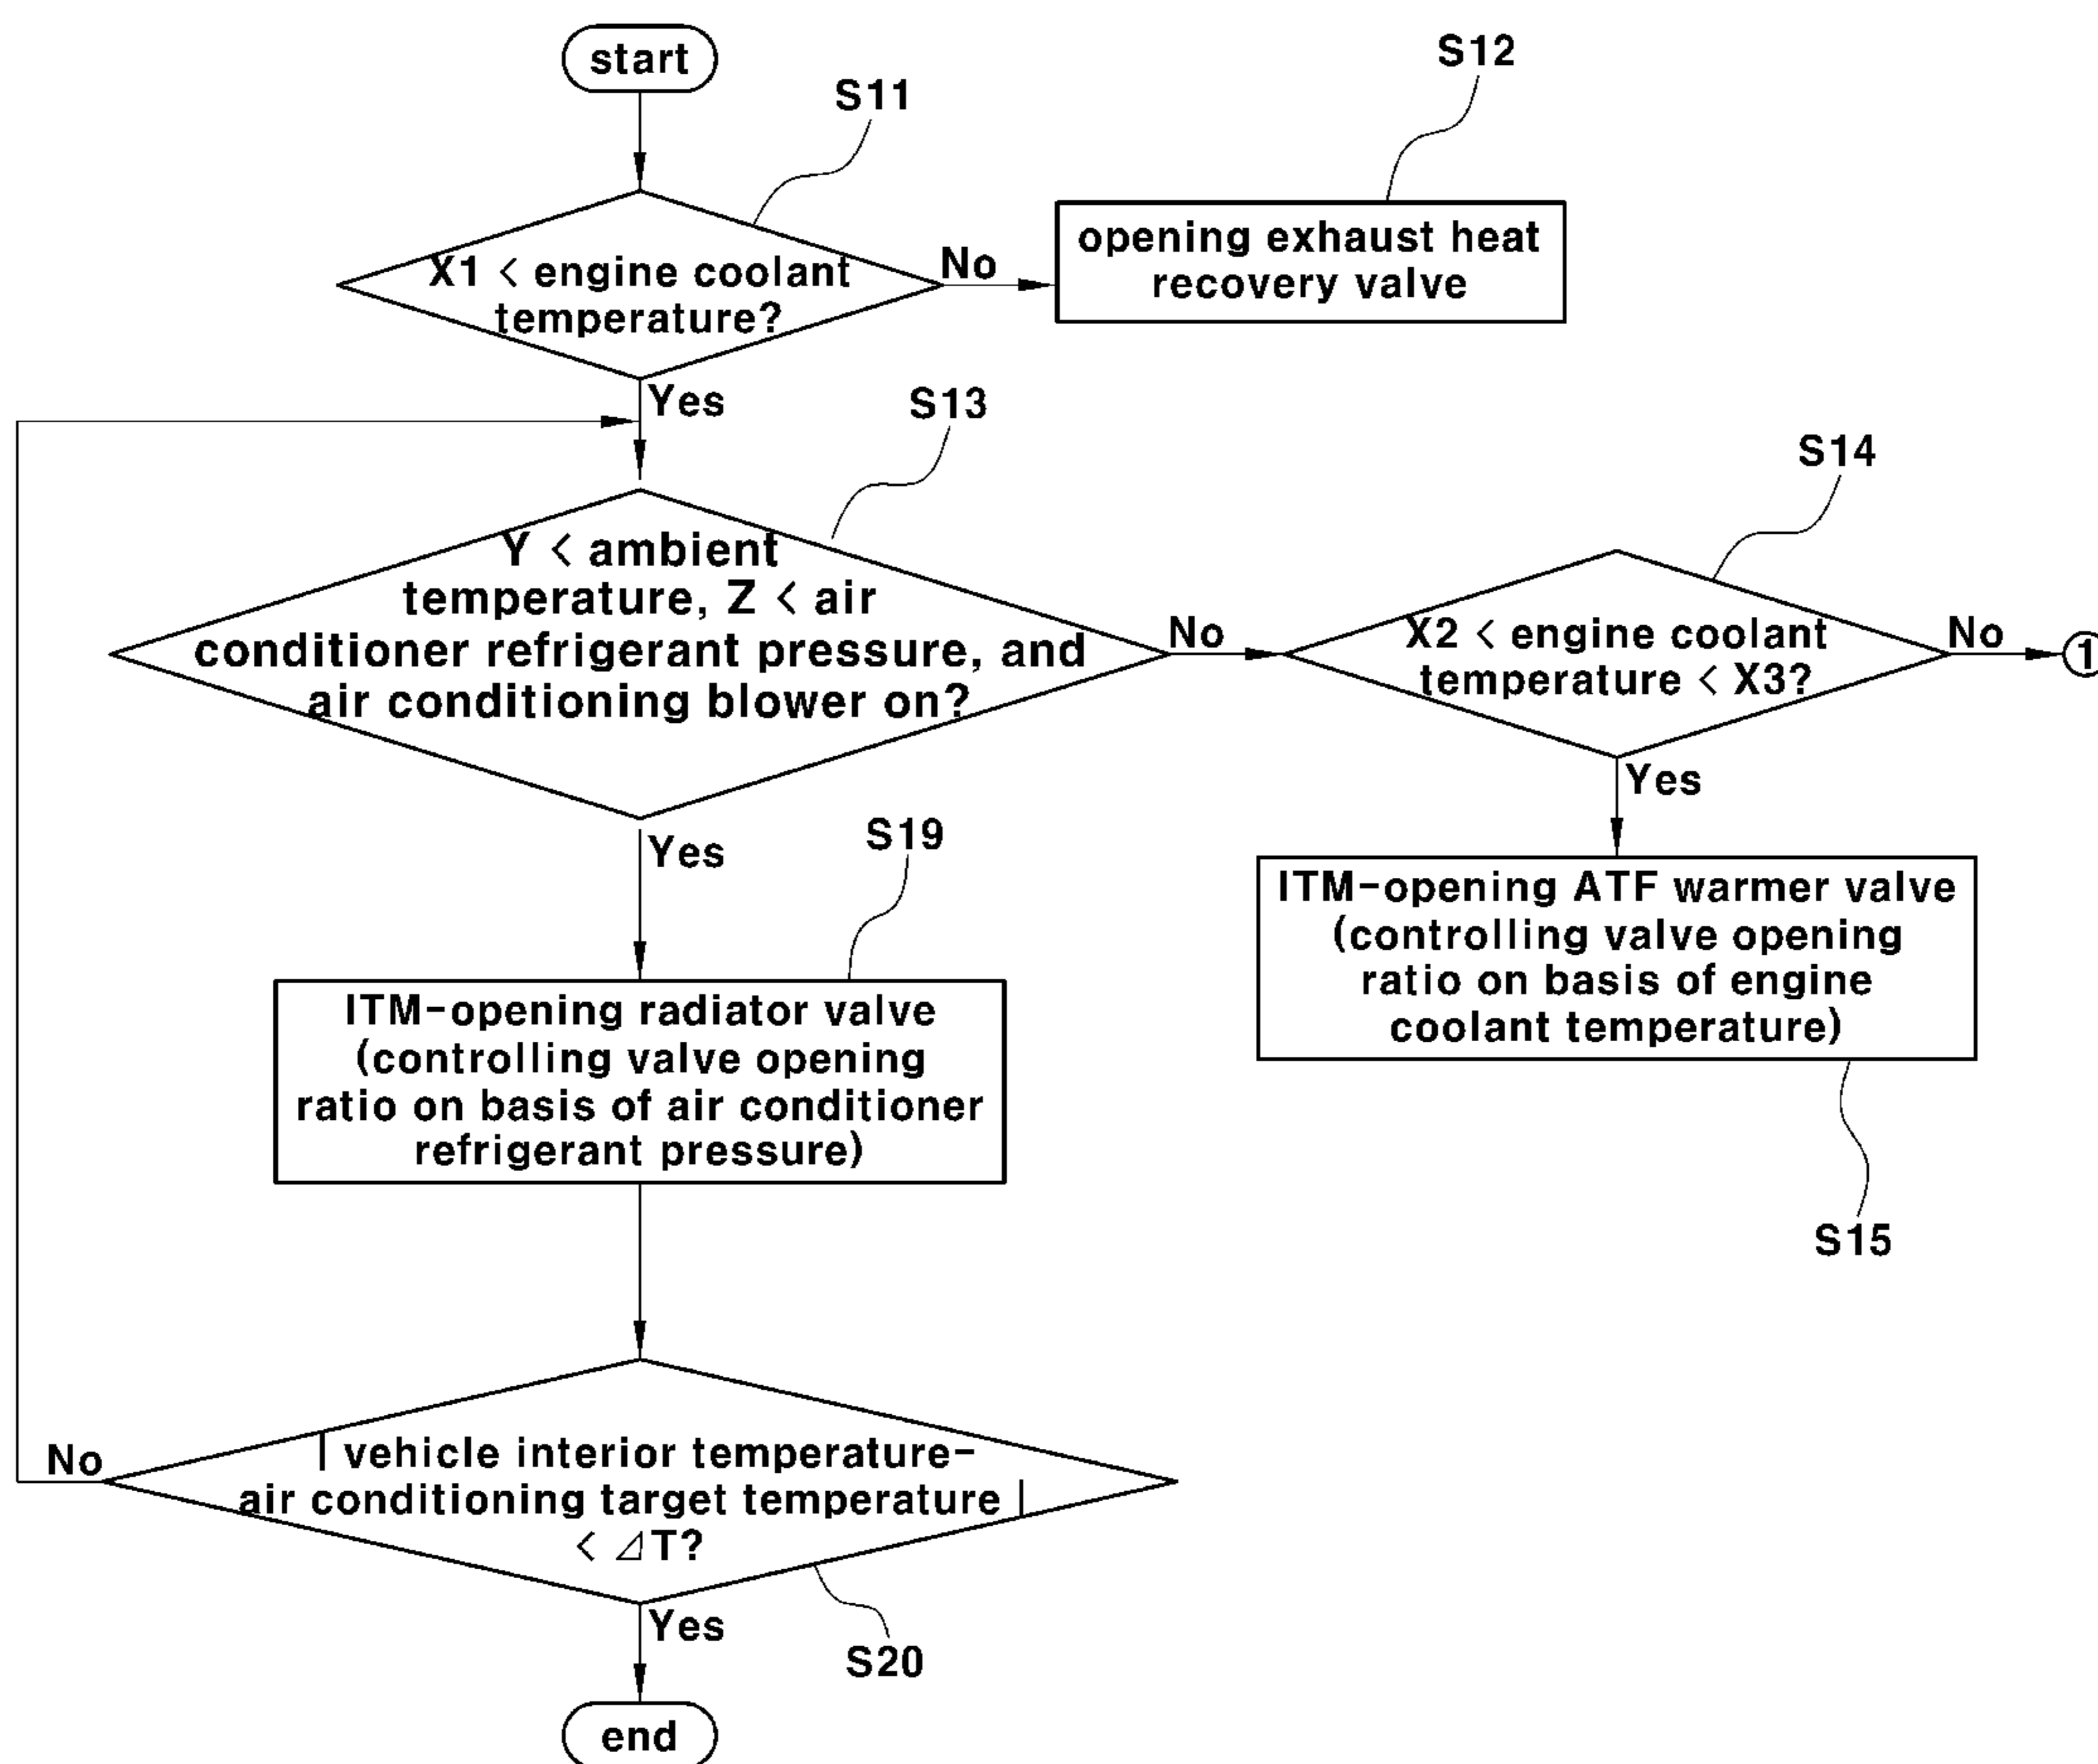 start
S11
S12
X1 < engine coolant
temperature?
No
opening exhaust heat
recovery valve
Yes
S13
Y < ambient
temperature, Z < air
conditioner refrigerant pressure, and
air conditioning blower on?
No
S14
X2 < engine coolant
temperature < X3?
No
1
Yes
ITM-opening ATF warmer valve
(controlling valve opening
ratio on basis of engine
coolant temperature)
S15
Yes
S19
ITM-opening radiator valve
(controlling valve opening
ratio on basis of air conditioner
refrigerant pressure)
No
| vehicle interior temperature-
air conditioning target temperature |
< ⊿T?
S20
Yes
end